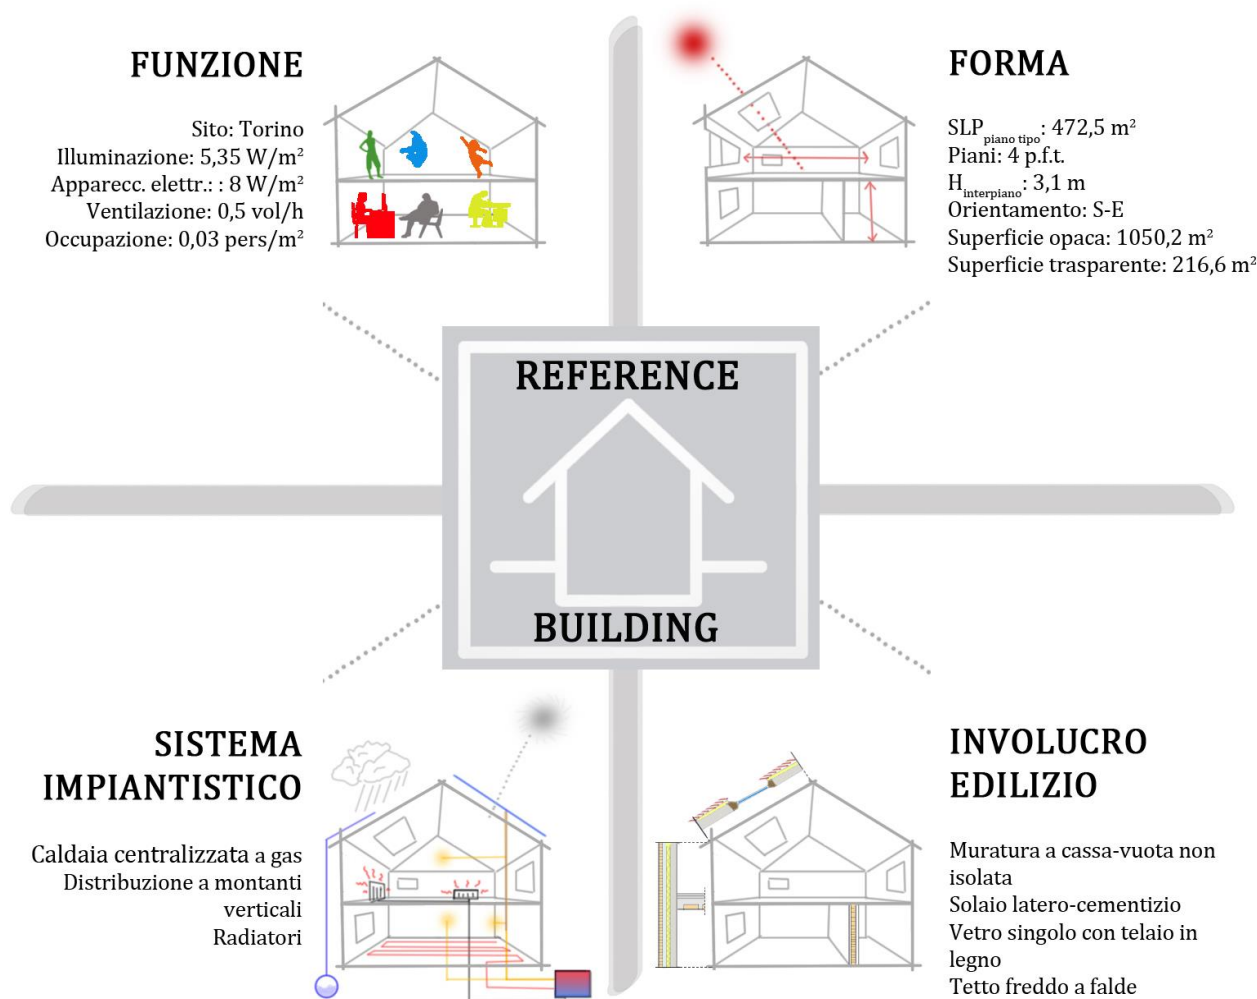 FUNZIONE
Sito: Torino
Illuminazione: 5,35 W/m²
Apparecc. elettr.: : 8 W/m²
Ventilazione: 0,5 vol/h
Occupazione: 0,03 pers/m²
FORMA
SLP piano tipo: 472,5 m²
Piani: 4 p.f.t.
H interpiano: 3,1 m
Orientamento: S-E
Superficie opaca: 1050,2 m²
Superficie trasparente: 216,6 m²
REFERENCE
BUILDING
SISTEMA
IMPIANTISTICO
Caldaia centralizzata a gas
Distribuzione a montanti
verticali
Radiatori
INVOLUCRO
EDILIZIO
Muratura a cassa-vuota non
isolata
Solaio latero-cementizio
Vetro singolo con telaio in
legno
Tetto freddo a falde